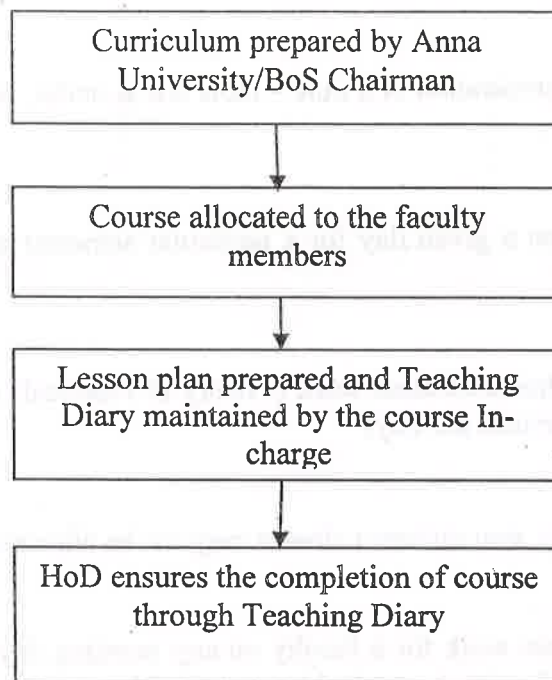 Curriculum prepared by Anna
University/BoS Chairman
Course allocated to the faculty
members
Lesson plan prepared and Teaching
Diary maintained by the course In-
charge
HoD ensures the completion of course
through Teaching Diary